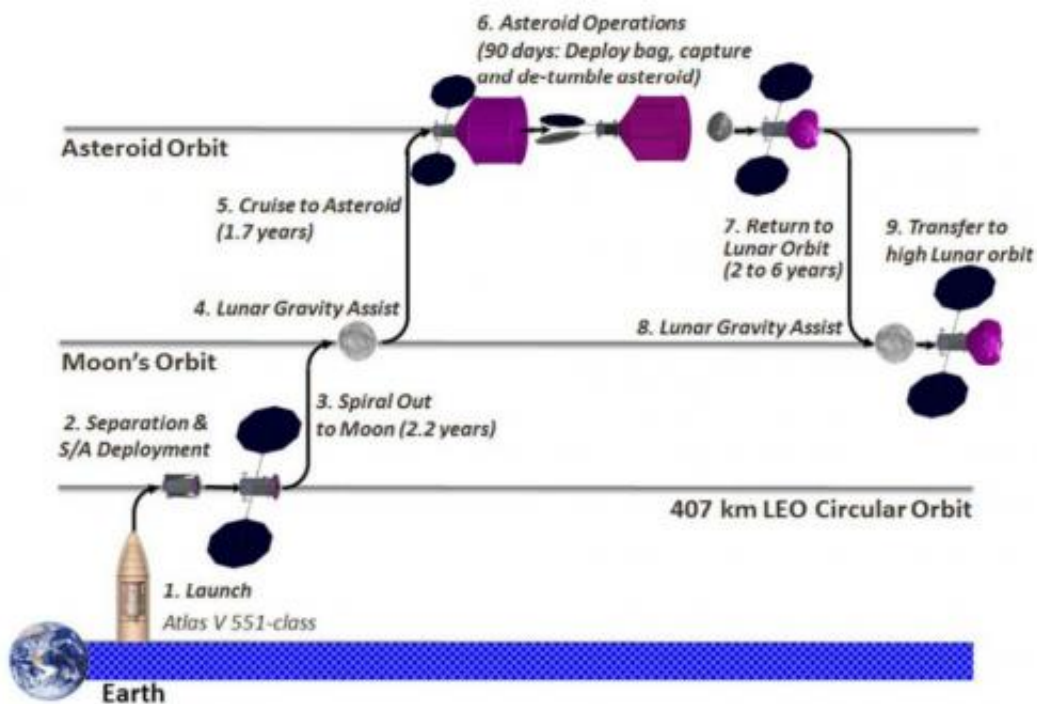 6. Asteroid Operations
(90 days: Deploy bag, capture
and de-tumble asteroid)
Asteroid Orbit
5. Cruise to Asteroid
(1.7 years)
7. Return to
Lunar Orbit
(2 to 6 years)
9. Transfer to
high Lunar orbit
4. Lunar Gravity Assist
8. Lunar Gravity Assist
Moon's Orbit
3. Spiral Out
to Moon (2.2 years)
2. Separation &
S/A Deployment
407 km LEO Circular Orbit
1. Launch
Atlas V 551-class
Earth